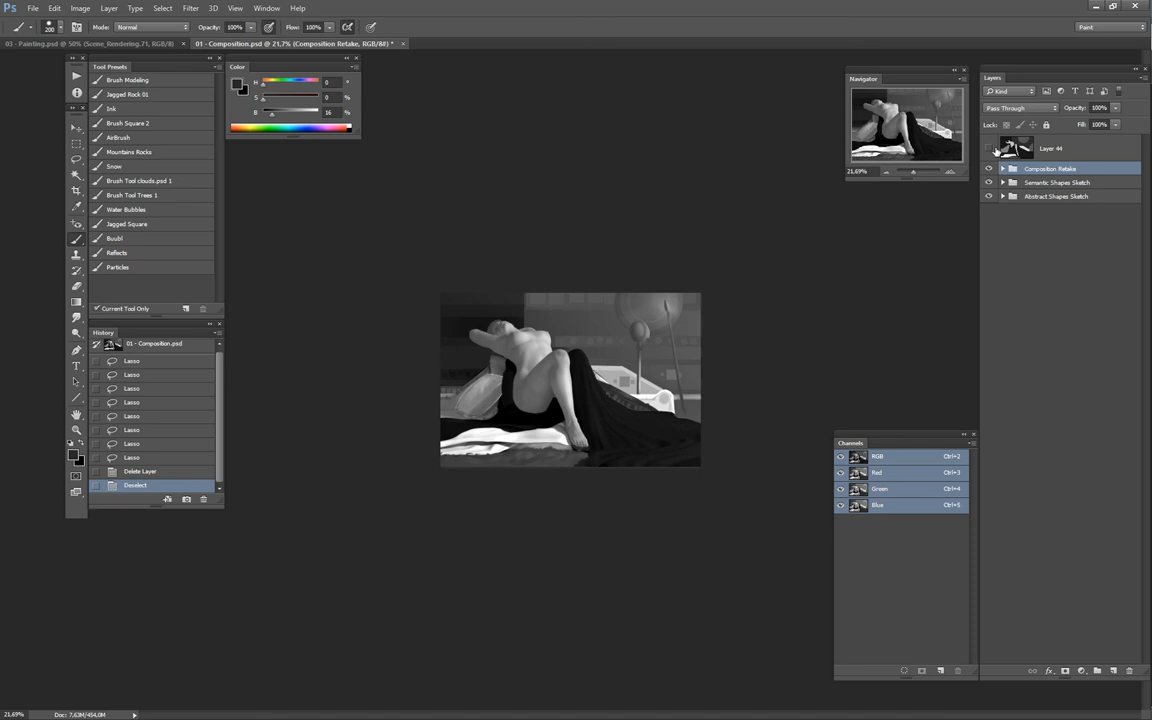 Ps File Edit Image Layer Type Select Filter 3D View Window Help
200 Mode: Normal Opacity: 100% Flow: 100% Paint
03 - Painting.psd @ 50% (Scene_Rendering.71, RGB/8) × 01 - Composition.psd @ 21,7% (Composition Retake, RGB/8#) * ×
Tool Presets
Brush Modeling
Jagged Rock 01
Ink
Brush Square 2
AirBrush
Mountains Rocks
Snow
Brush Tool clouds.psd 1
Brush Tool Trees 1
Water Bubbles
Jagged Square
Buubl
Reflects
Particles
Current Tool Only
History
01 - Composition.psd
Lasso
Lasso
Lasso
Lasso
Lasso
Lasso
Lasso
Lasso
Delete Layer
Deselect
Color
H 0 °
S 0 %
B 16 %
Navigator
21,69%
Layers
Kind
Pass Through Opacity: 100%
Lock: Fill: 100%
Layer 44
Composition Retake
Semantic Shapes Sketch
Abstract Shapes Sketch
Channels
RGB Ctrl+2
Red Ctrl+3
Green Ctrl+4
Blue Ctrl+5
21,69% Doc: 7,63M/454,0M